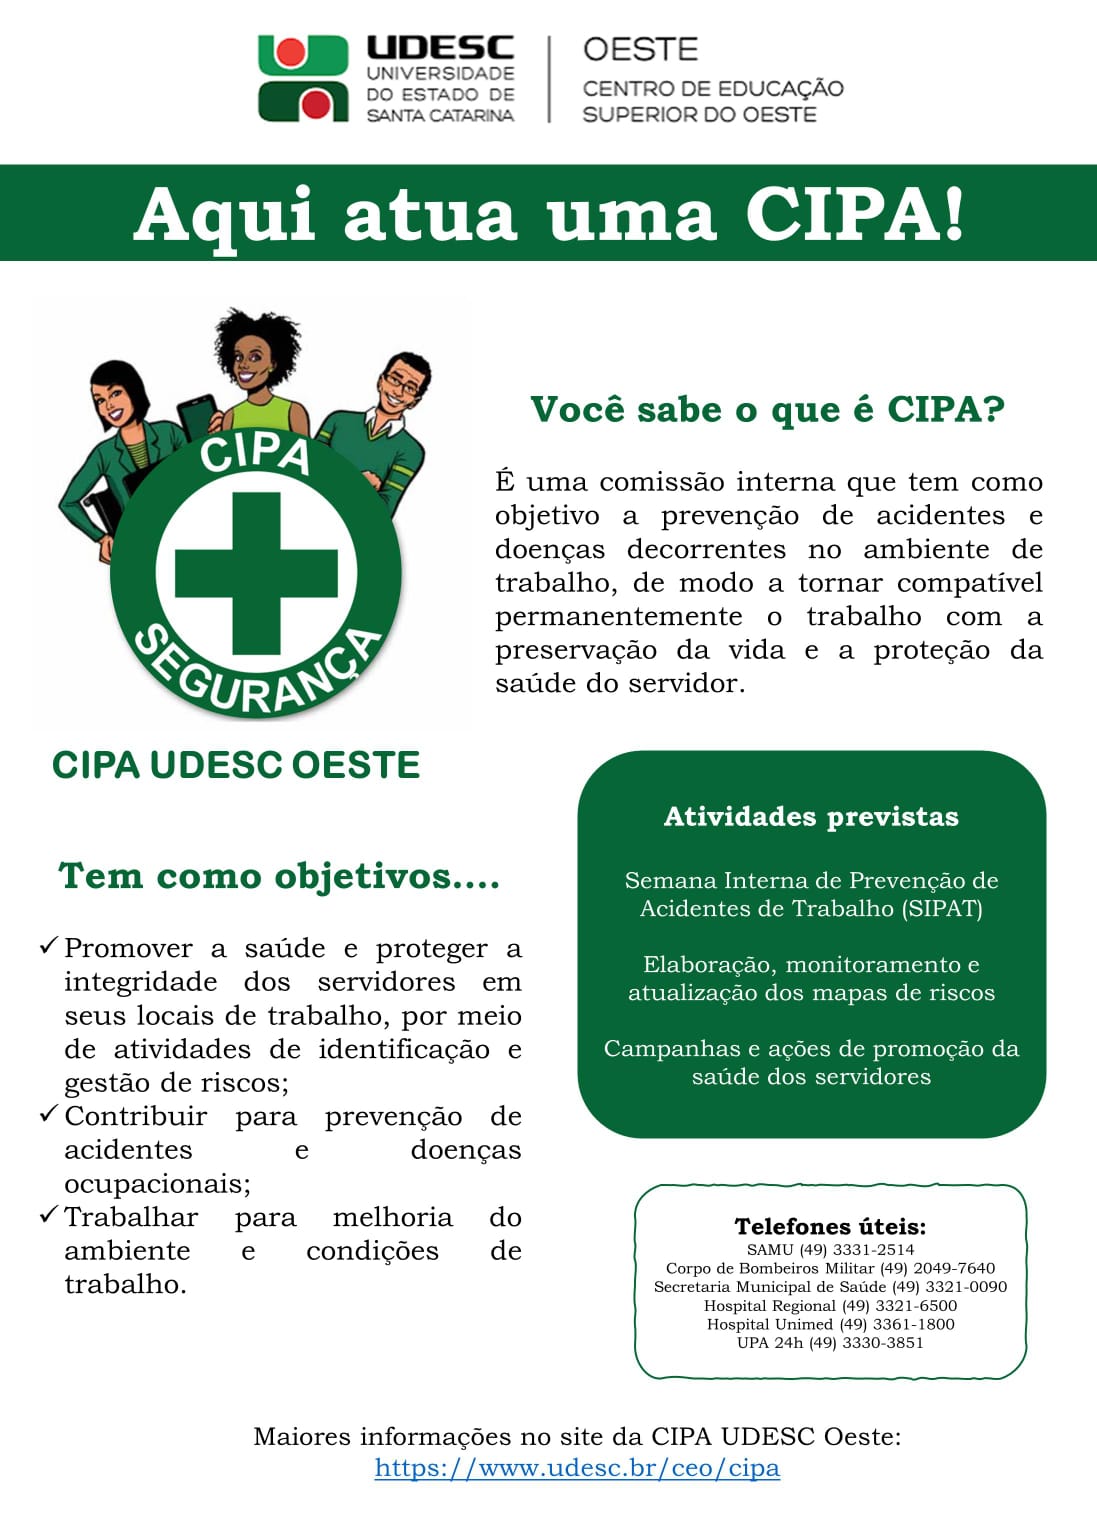 UDESC
UNIVERSIDADE
DO ESTADO DE
SANTA CATARINA
OESTE
CENTRO DE EDUCAÇÃO
SUPERIOR DO OESTE
Aqui atua uma CIPA!
CIPA
SEGURANÇA
CIPA UDESC OESTE
Você sabe o que é CIPA?
É uma comissão interna que tem como
objetivo a prevenção de acidentes e
doenças decorrentes no ambiente de
trabalho, de modo a tornar compatível
permanentemente o trabalho com a
preservação da vida e a proteção da
saúde do servidor.
Tem como objetivos....
✓ Promover a saúde e proteger a
integridade dos servidores em
seus locais de trabalho, por meio
de atividades de identificação e
gestão de riscos;
✓ Contribuir para prevenção de
acidentes e doenças
ocupacionais;
✓ Trabalhar para melhoria do
ambiente e condições de
trabalho.
Atividades previstas
Semana Interna de Prevenção de
Acidentes de Trabalho (SIPAT)
Elaboração, monitoramento e
atualização dos mapas de riscos
Campanhas e ações de promoção da
saúde dos servidores
Telefones úteis:
SAMU (49) 3331-2514
Corpo de Bombeiros Militar (49) 2049-7640
Secretaria Municipal de Saúde (49) 3321-0090
Hospital Regional (49) 3321-6500
Hospital Unimed (49) 3361-1800
UPA 24h (49) 3330-3851
Maiores informações no site da CIPA UDESC Oeste:
https://www.udesc.br/ceo/cipa